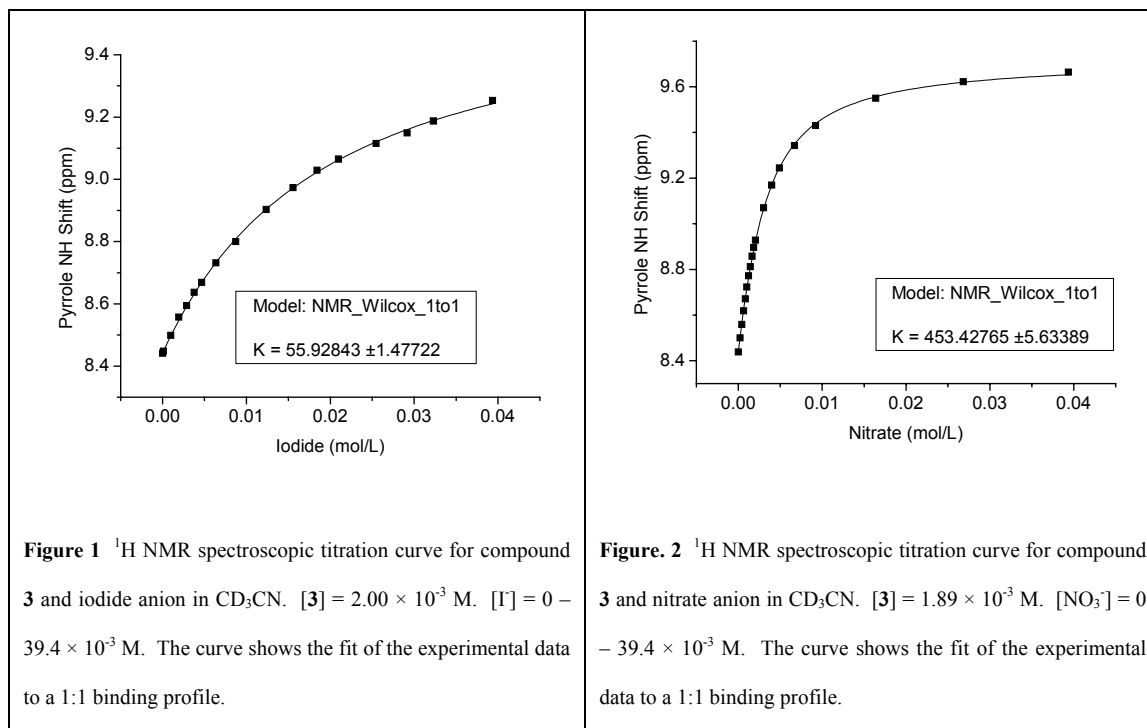 9.4
9.2
9.0
8.8
8.6
8.4
Pyrrole NH Shift (ppm)
Model: NMR_Wilcox_1to1
K = 55.92843 ±1.47722
0.00 0.01 0.02 0.03 0.04
Iodide (mol/L)
Figure 1 ¹H NMR spectroscopic titration curve for compound
3 and iodide anion in CD₃CN. [3] = 2.00 × 10⁻³ M. [I⁻] = 0 –
39.4 × 10⁻³ M. The curve shows the fit of the experimental data
to a 1:1 binding profile.
9.6
9.2
8.8
8.4
Pyrrole NH Shift (ppm)
Model: NMR_Wilcox_1to1
K = 453.42765 ±5.63389
0.00 0.01 0.02 0.03 0.04
Nitrate (mol/L)
Figure. 2 ¹H NMR spectroscopic titration curve for compound
3 and nitrate anion in CD₃CN. [3] = 1.89 × 10⁻³ M. [NO₃⁻] = 0
– 39.4 × 10⁻³ M. The curve shows the fit of the experimental
data to a 1:1 binding profile.